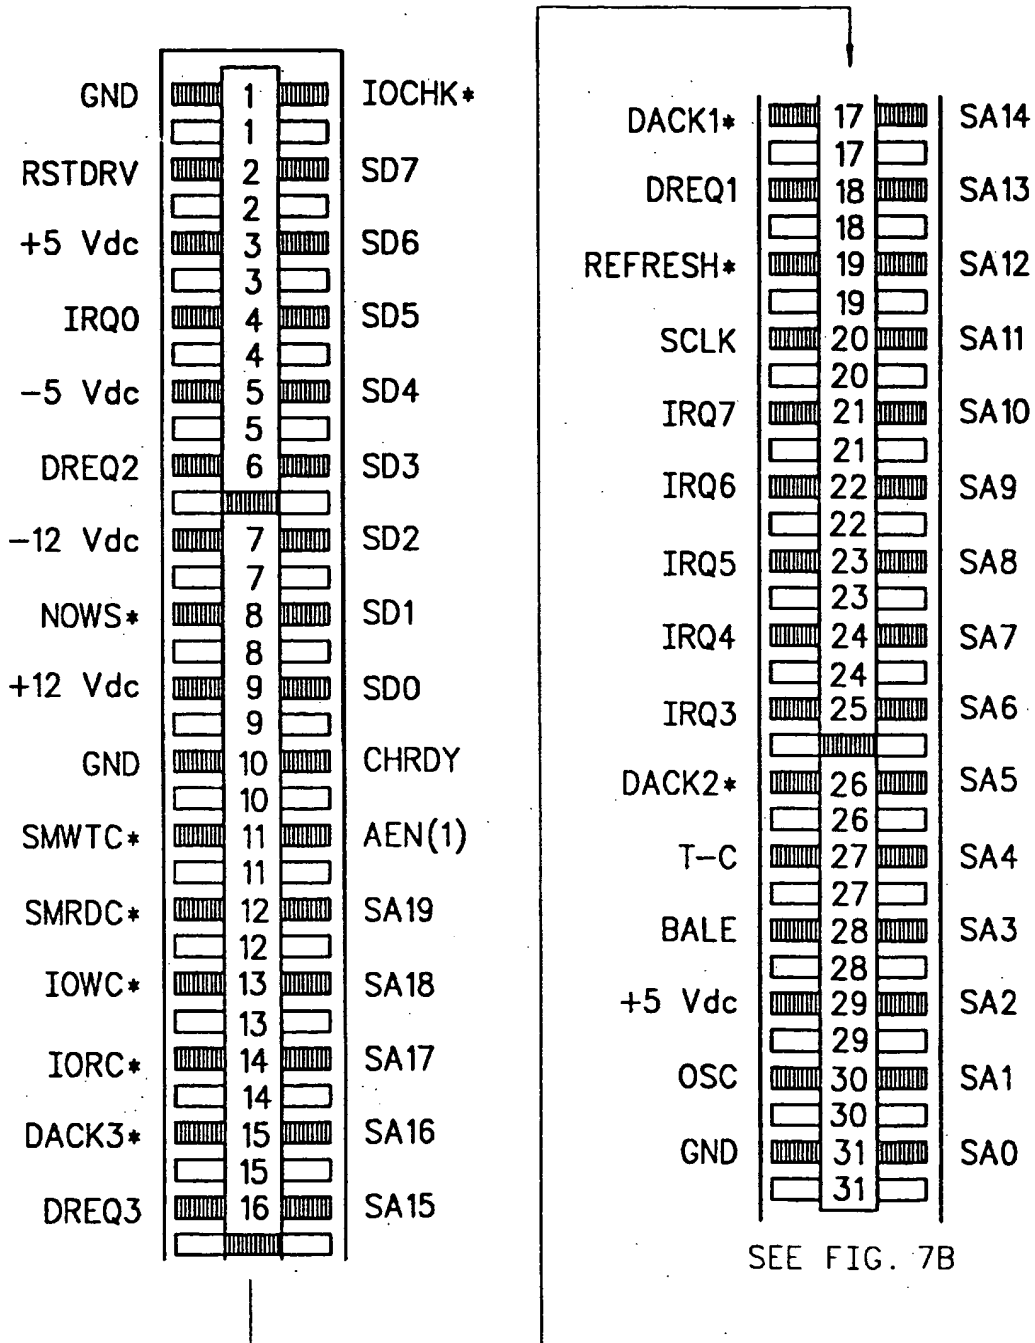 GND 1 IOCHK*
1
RSTDRV 2 SD7
2
+5 Vdc 3 SD6
3
IRQ0 4 SD5
4
-5 Vdc 5 SD4
5
DREQ2 6 SD3
-12 Vdc 7 SD2
7
NOWS* 8 SD1
8
+12 Vdc 9 SD0
9
GND 10 CHRDY
10
SMWTC* 11 AEN(1)
11
SMRDC* 12 SA19
12
IOWC* 13 SA18
13
IORC* 14 SA17
14
DACK3* 15 SA16
15
DREQ3 16 SA15
DACK1* 17 SA14
17
DREQ1 18 SA13
18
REFRESH* 19 SA12
19
SCLK 20 SA11
20
IRQ7 21 SA10
21
IRQ6 22 SA9
22
IRQ5 23 SA8
23
IRQ4 24 SA7
24
IRQ3 25 SA6
DACK2* 26 SA5
26
T-C 27 SA4
27
BALE 28 SA3
28
+5 Vdc 29 SA2
29
OSC 30 SA1
30
GND 31 SA0
31
SEE FIG. 7B